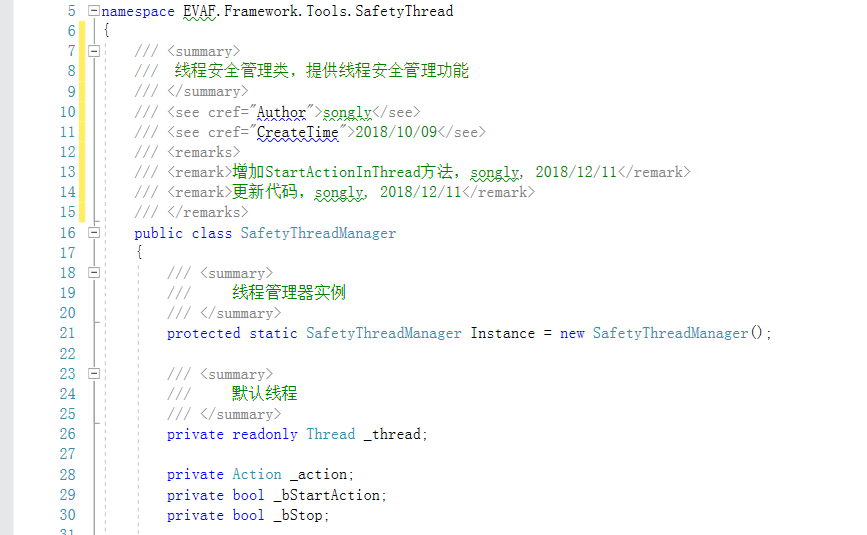 5 namespace EVAF.Framework.Tools.SafetyThread
6 {
7 /// <summary>
8 /// 线程安全管理类，提供线程安全管理功能
9 /// </summary>
10 /// <see cref="Author">songly</see>
11 /// <see cref="CreateTime">2018/10/09</see>
12 /// <remarks>
13 /// <remark>增加StartActionInThread方法，songly, 2018/12/11</remark>
14 /// <remark>更新代码，songly, 2018/12/11</remark>
15 /// </remarks>
16 public class SafetyThreadManager
17 {
18 /// <summary>
19 /// 线程管理器实例
20 /// </summary>
21 protected static SafetyThreadManager Instance = new SafetyThreadManager();
22
23 /// <summary>
24 /// 默认线程
25 /// </summary>
26 private readonly Thread _thread;
27
28 private Action _action;
29 private bool _bStartAction;
30 private bool _bStop;
31